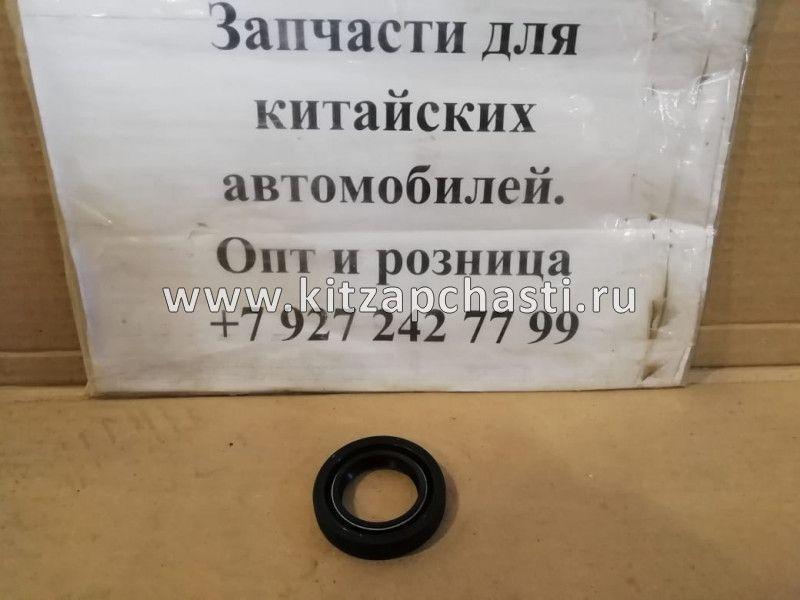 Запчасти для
китайских
автомобилей.
Опт и розница
www.kitzapchasti.ru
+7 927 242 77 99